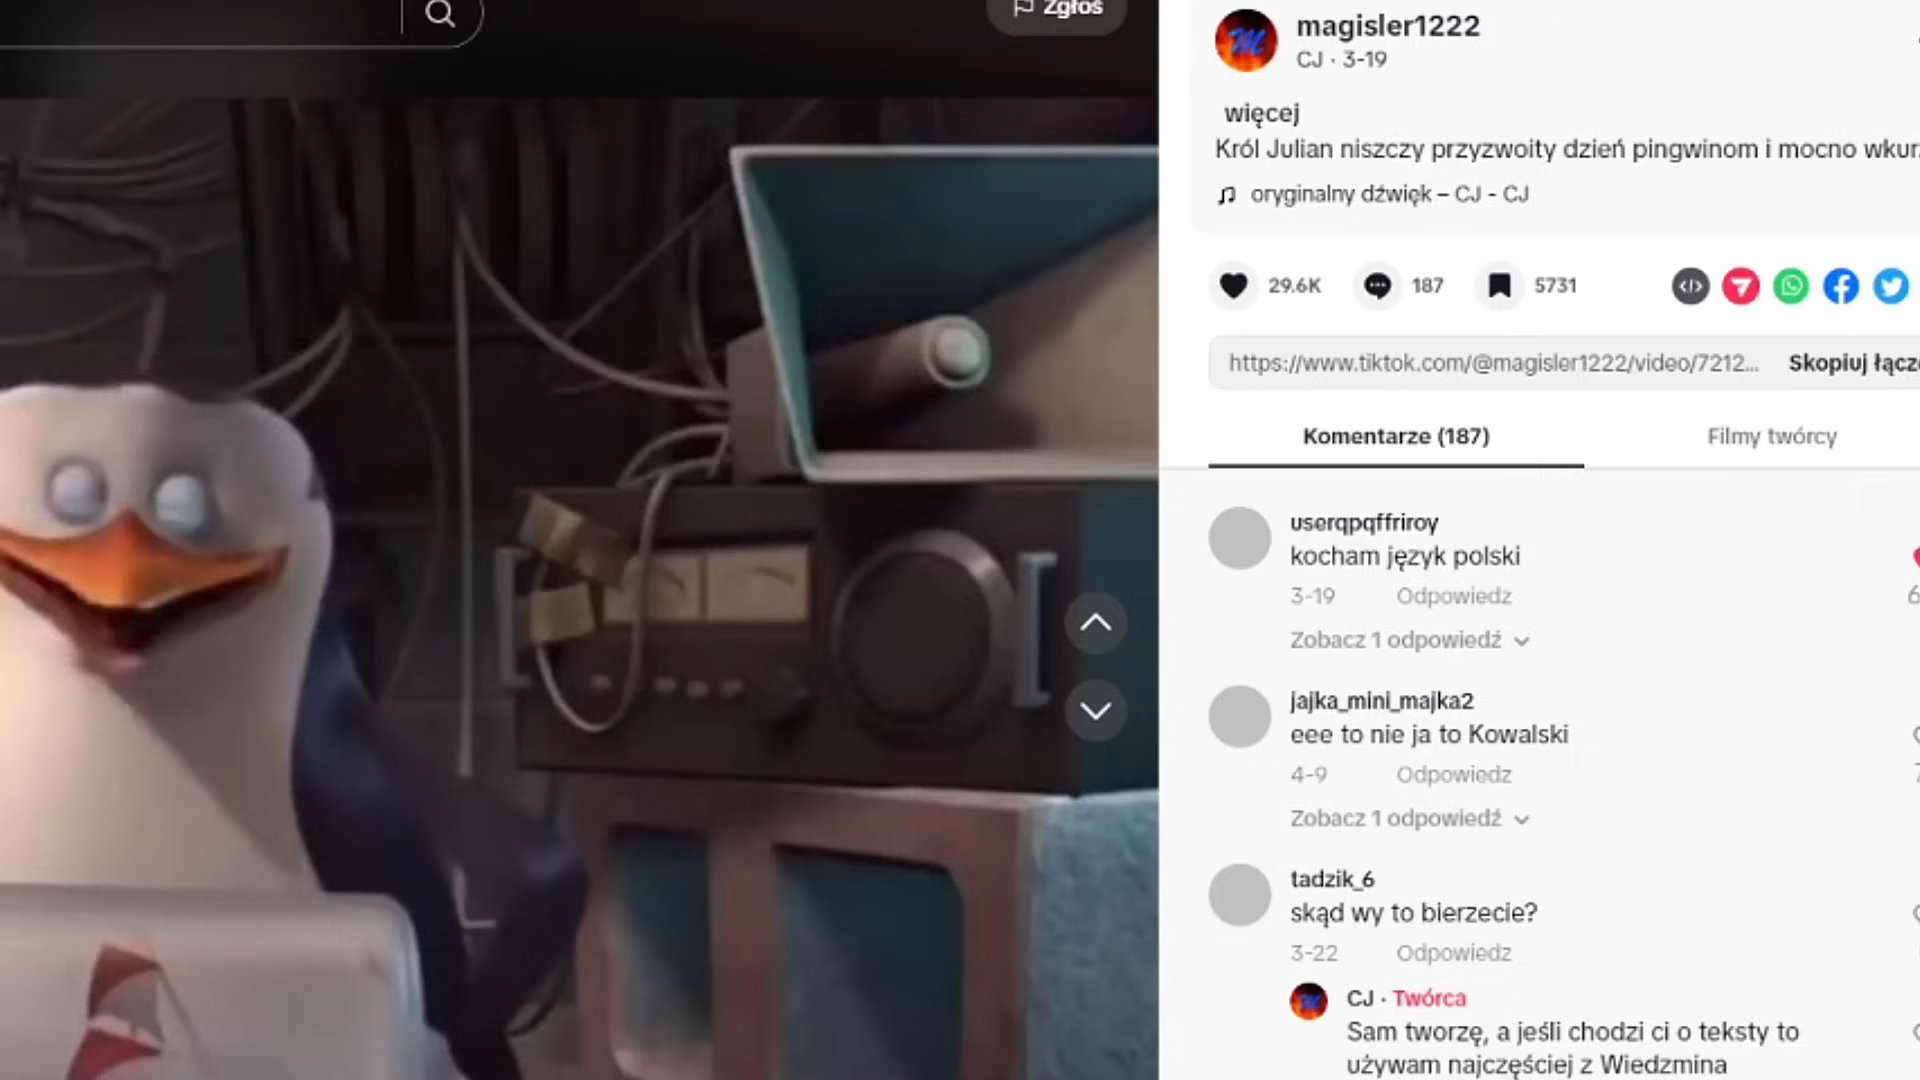 Zgłoś
magisler1222
CJ · 3-19
więcej
Król Julian niszczy przyzwoity dzień pingwinom i mocno wkur
oryginalny dźwięk – CJ - CJ
29.6K 187 5731
https://www.tiktok.com/@magisler1222/video/7212... Skopiuj łącze
Komentarze (187) Filmy twórcy
userqpqffriroy
kocham język polski
3-19 Odpowiedz
Zobacz 1 odpowiedź
jajka_mini_majka2
eee to nie ja to Kowalski
4-9 Odpowiedz
Zobacz 1 odpowiedź
tadzik_6
skąd wy to bierzecie?
3-22 Odpowiedz
CJ · Twórca
Sam tworzę, a jeśli chodzi ci o teksty to
używam najczęściej z Wiedzmina